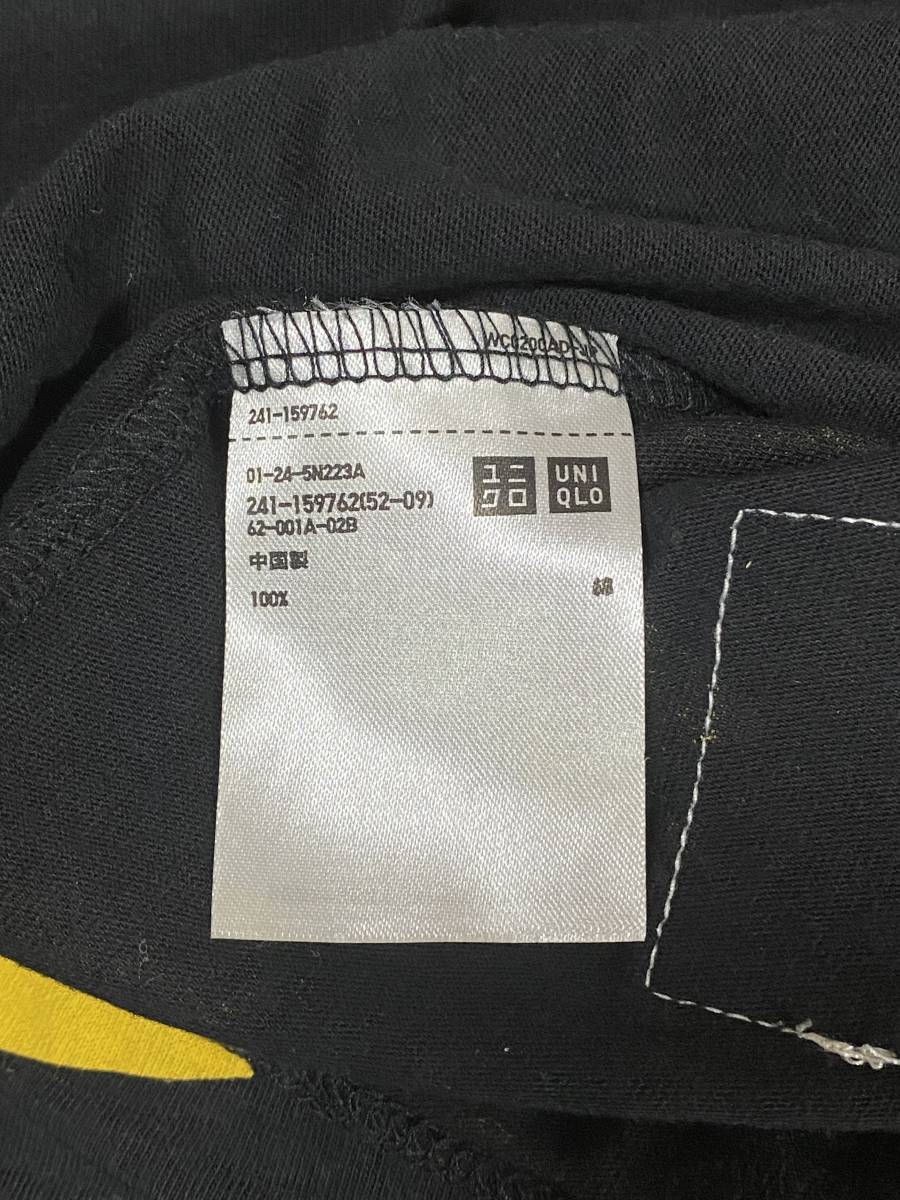 241-159762
01-24-5N223A
241-159762(52-09)
62-001A-02B
ユニ
クロ
UNI
QLO
中国製
100% 綿